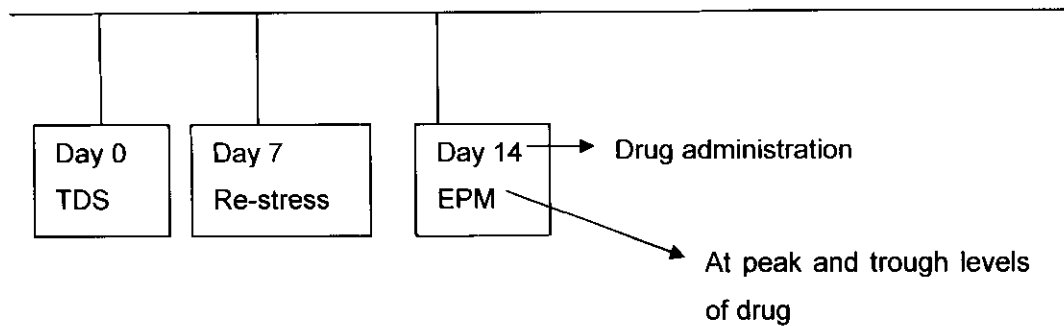 Day 0
TDS
Day 7
Re-stress
Day 14
EPM
Drug administration
At peak and trough levels
of drug